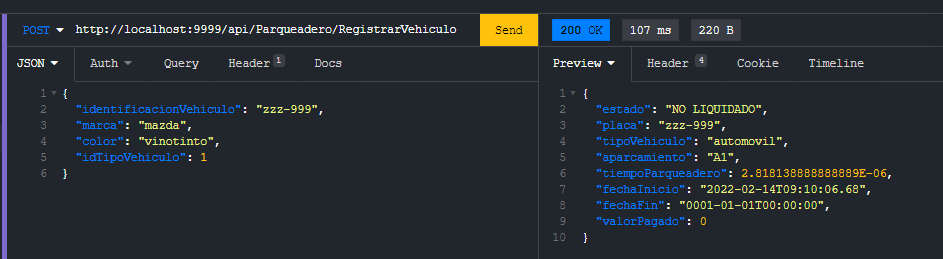 POST http://localhost:9999/api/Parqueadero/RegistrarVehiculo Send 200 OK 107 ms 220 B
JSON Auth Query Header 1 Docs Preview Header 4 Cookie Timeline
1 {
2 "identificacionVehiculo": "zzz-999",
3 "marca": "mazda",
4 "color": "vinotinto",
5 "idTipoVehiculo": 1
6 }
1 {
2 "estado": "NO LIQUIDADO",
3 "placa": "zzz-999",
4 "tipoVehiculo": "automovil",
5 "aparcamiento": "A1",
6 "tiempoParqueadero": 2.818138888888889E-06,
7 "fechaInicio": "2022-02-14T09:10:06.68",
8 "fechaFin": "0001-01-01T00:00:00",
9 "valorPagado": 0
10 }